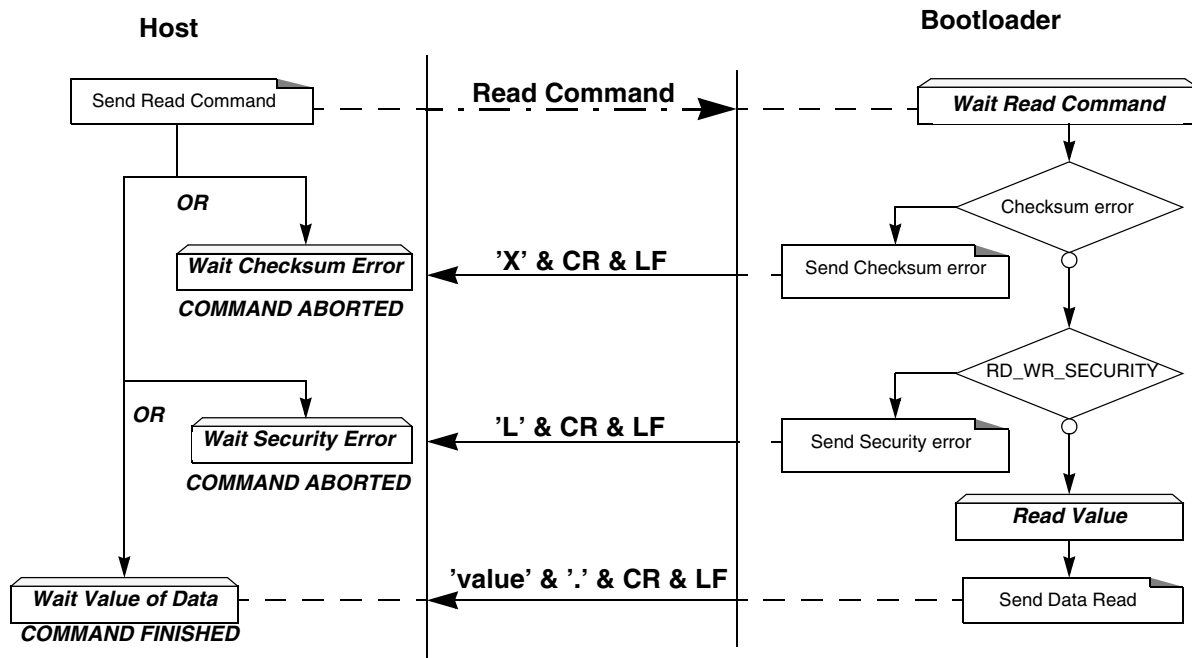 Host
Bootloader
Send Read Command
Read Command
Wait Read Command
OR
Checksum error
Wait Checksum Error
’X’ & CR & LF
Send Checksum error
COMMAND ABORTED
RD_WR_SECURITY
OR
Wait Security Error
’L’ & CR & LF
Send Security error
COMMAND ABORTED
Read Value
’value’ & ’.’ & CR & LF
Wait Value of Data
Send Data Read
COMMAND FINISHED